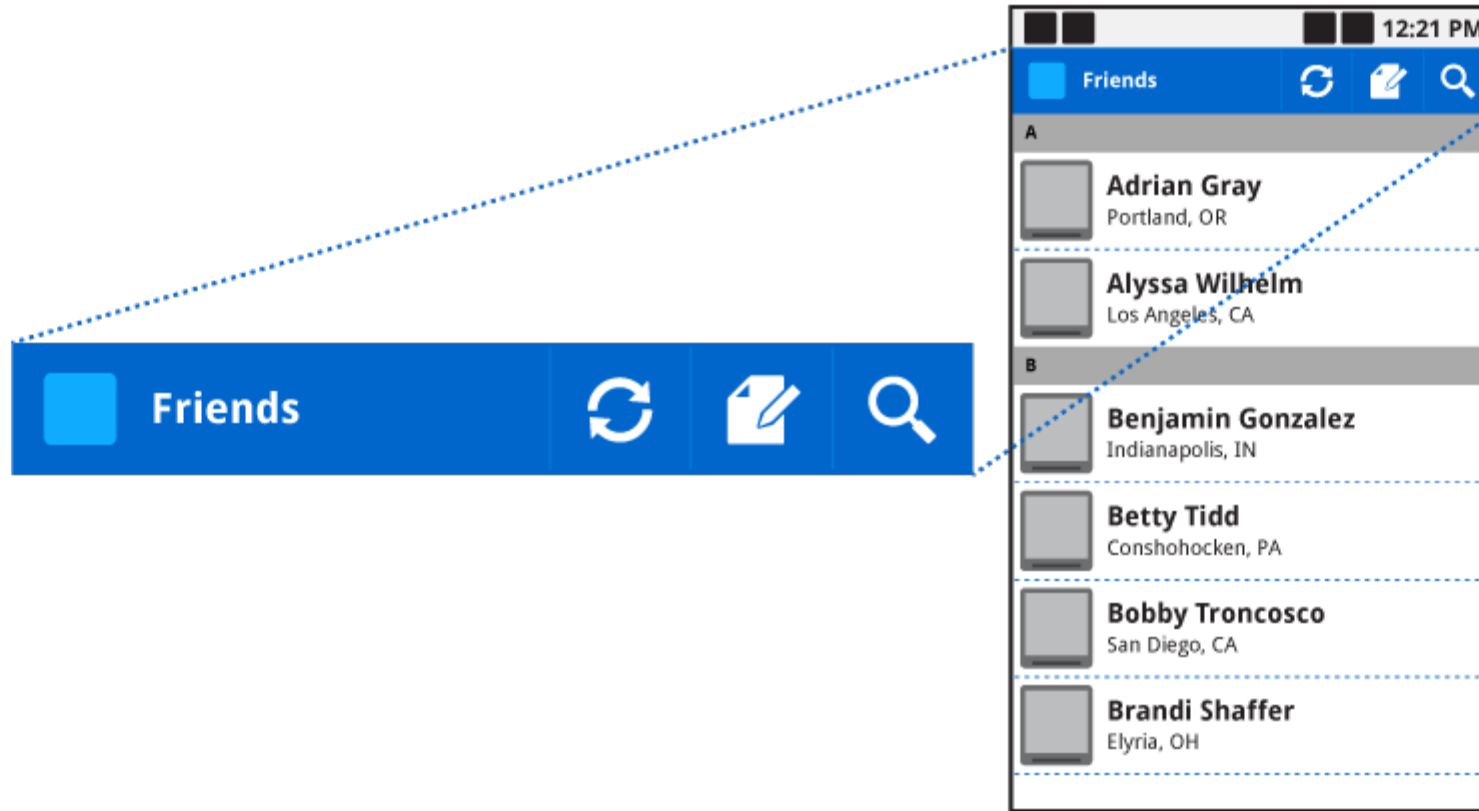 Friends
12:21 PM
Friends
A
Adrian Gray
Portland, OR
Alyssa Wilhelm
Los Angeles, CA
B
Benjamin Gonzalez
Indianapolis, IN
Betty Tidd
Conshohocken, PA
Bobby Troncosco
San Diego, CA
Brandi Shaffer
Elyria, OH